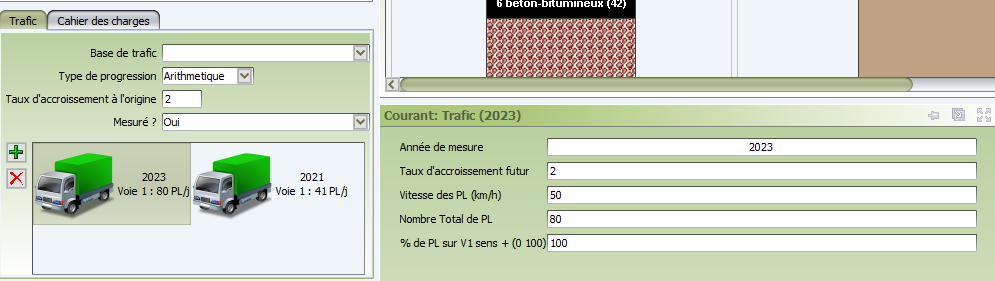 6 beton-bitumineux (42)
Trafic
Cahier des charges
Base de trafic
Type de progression Arithmetique
Taux d'accroissement à l'origine 2
Mesuré ? Oui
2023
Voie 1 : 80 PL/j
2021
Voie 1 : 41 PL/j
Courant: Trafic (2023)
Année de mesure 2023
Taux d'accroissement futur 2
Vitesse des PL (km/h) 50
Nombre Total de PL 80
% de PL sur V1 sens + (0 100) 100